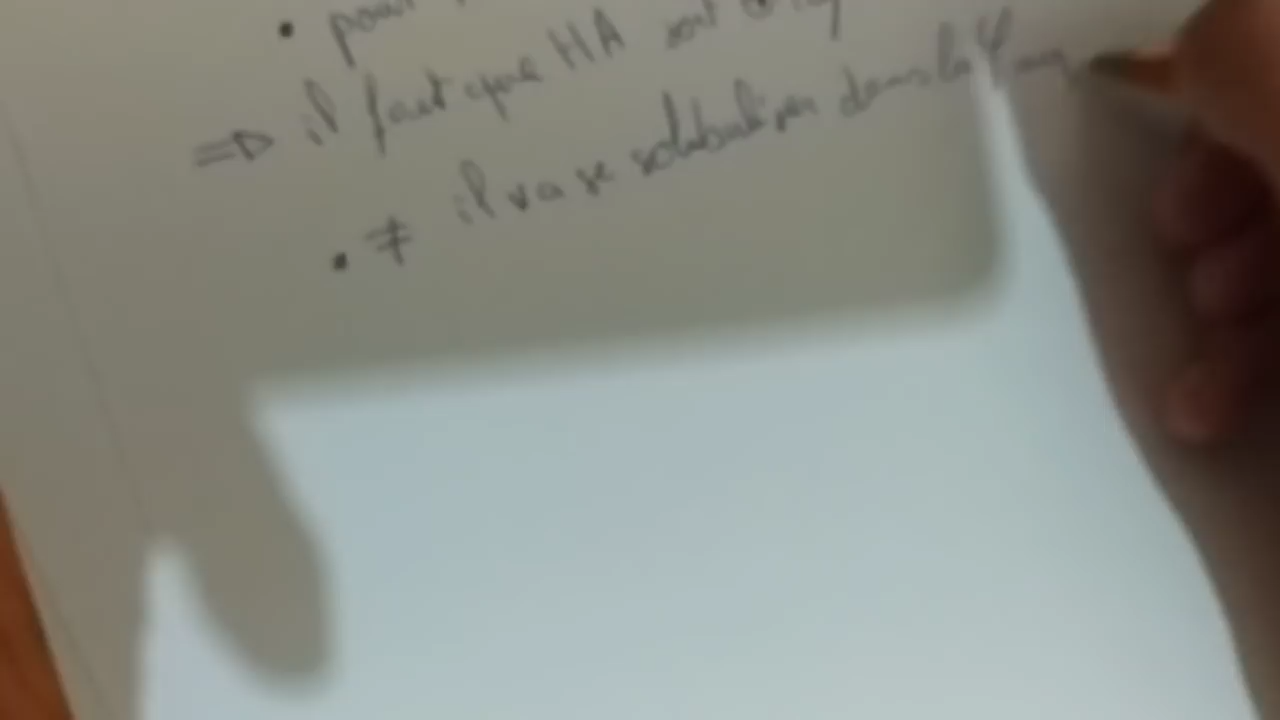 • pour
=> il faut que HA soit
• ≠ il va se solubiliser dans la φ